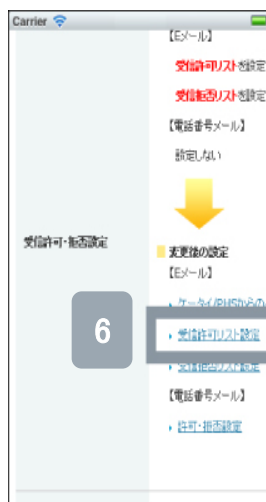 Carrier
【Eメール】
受信許可リストを設定
受信拒否リストを設定
【電話番号メール】
設定しない
受信許可・拒否設定
変更後の設定
【Eメール】
ケータイ/PHSからの
6
受信許可リスト設定
受信拒否リスト設定
【電話番号メール】
許可・拒否設定